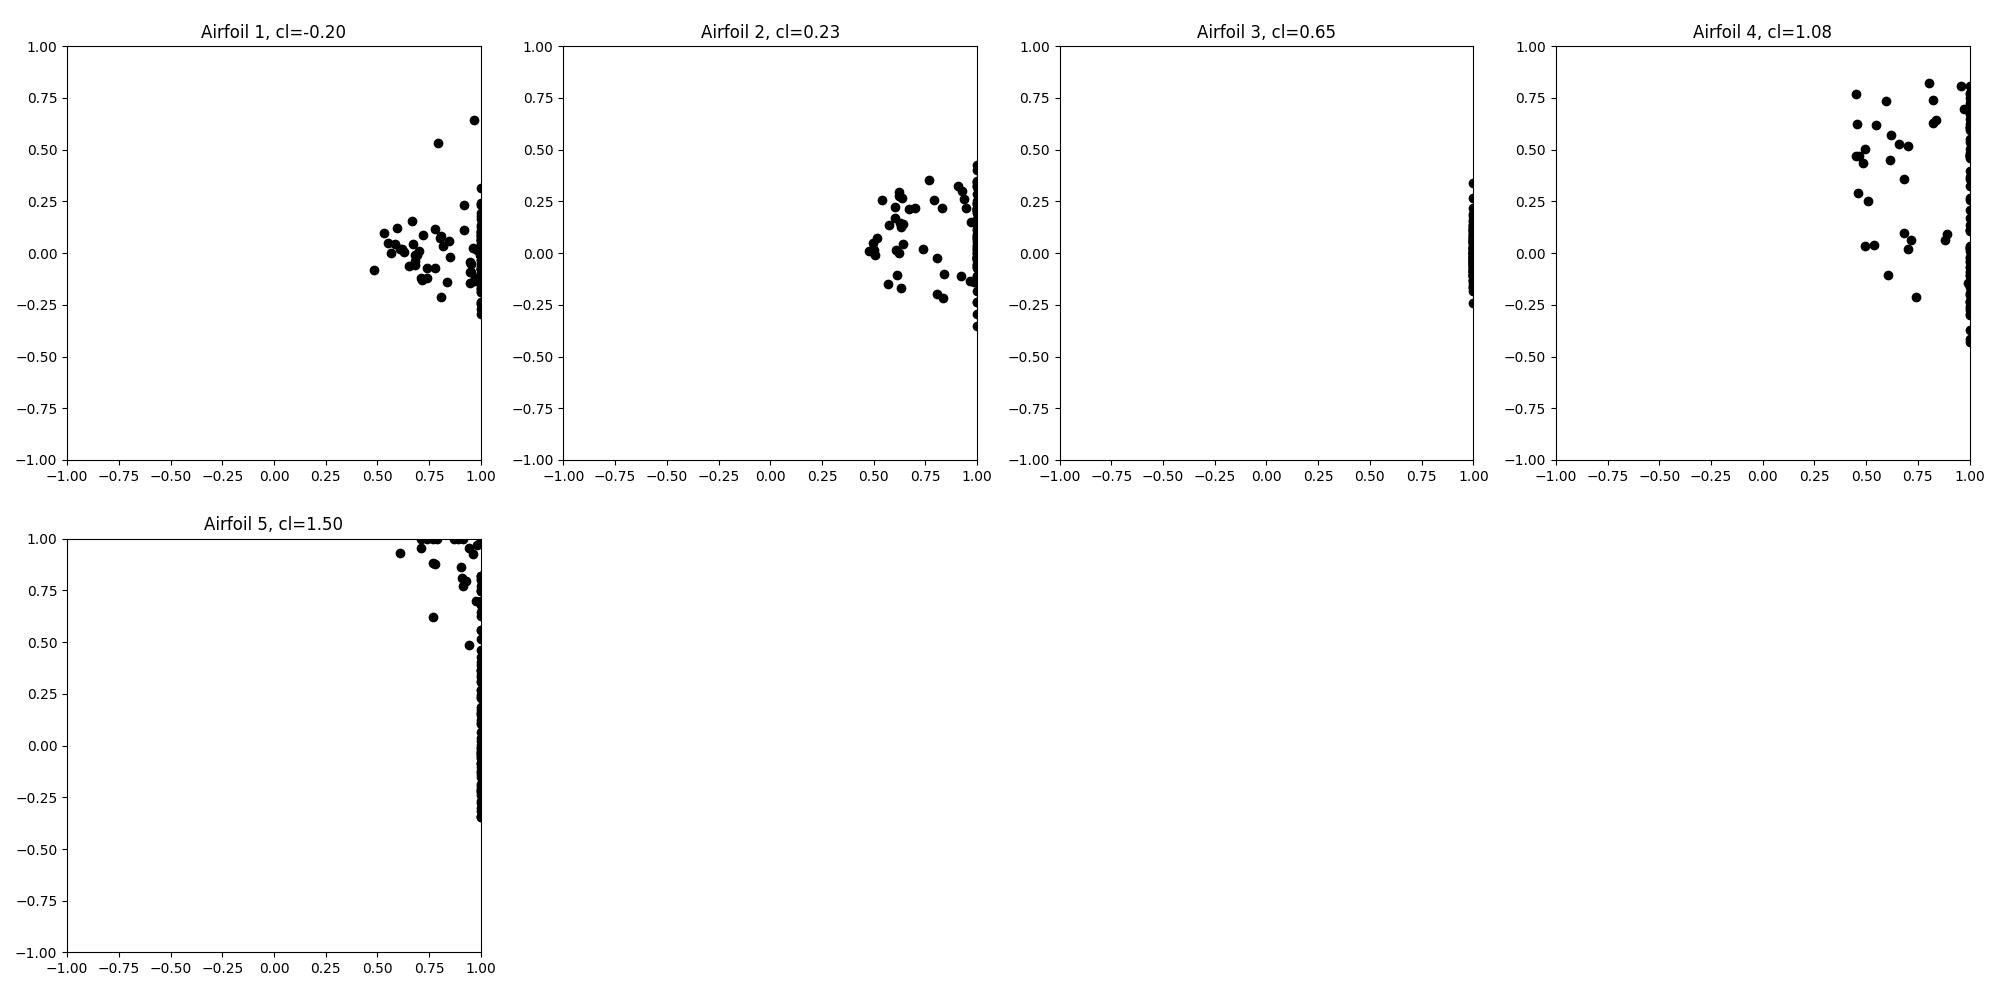 Airfoil 1, cl=-0.20
Airfoil 2, cl=0.23
Airfoil 3, cl=0.65
Airfoil 4, cl=1.08
1.00 1.00 1.00 1.00
0.75 0.75 0.75 0.75
0.50 0.50 0.50 0.50
0.25 0.25 0.25 0.25
0.00 0.00 0.00 0.00
−0.25 −0.25 −0.25 −0.25
−0.50 −0.50 −0.50 −0.50
−0.75 −0.75 −0.75 −0.75
−1.00 −1.00 −1.00 −1.00
−1.00 −0.75 −0.50 −0.25 0.00 0.25 0.50 0.75 1.00
−1.00 −0.75 −0.50 −0.25 0.00 0.25 0.50 0.75 1.00
−1.00 −0.75 −0.50 −0.25 0.00 0.25 0.50 0.75 1.00
−1.00 −0.75 −0.50 −0.25 0.00 0.25 0.50 0.75 1.00
Airfoil 5, cl=1.50
1.00
0.75
0.50
0.25
0.00
−0.25
−0.50
−0.75
−1.00
−1.00 −0.75 −0.50 −0.25 0.00 0.25 0.50 0.75 1.00